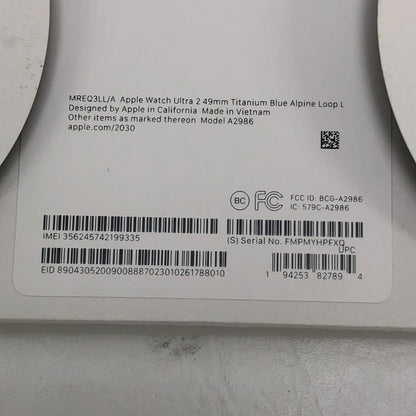 MREQ3LL/A Apple Watch Ultra 2 49mm Titanium Blue Alpine Loop L
Designed by Apple in California Made in Vietnam
Other items as marked thereon Model A2986
apple.com/2030
BC FC FCC ID: BCG-A2986
IC: 579C-A2986
IMEI 356245742199335
(S) Serial No. FMPMYHPFXQ
UPC
EID 89043052009008887023010261788010
1 94253 82789 4